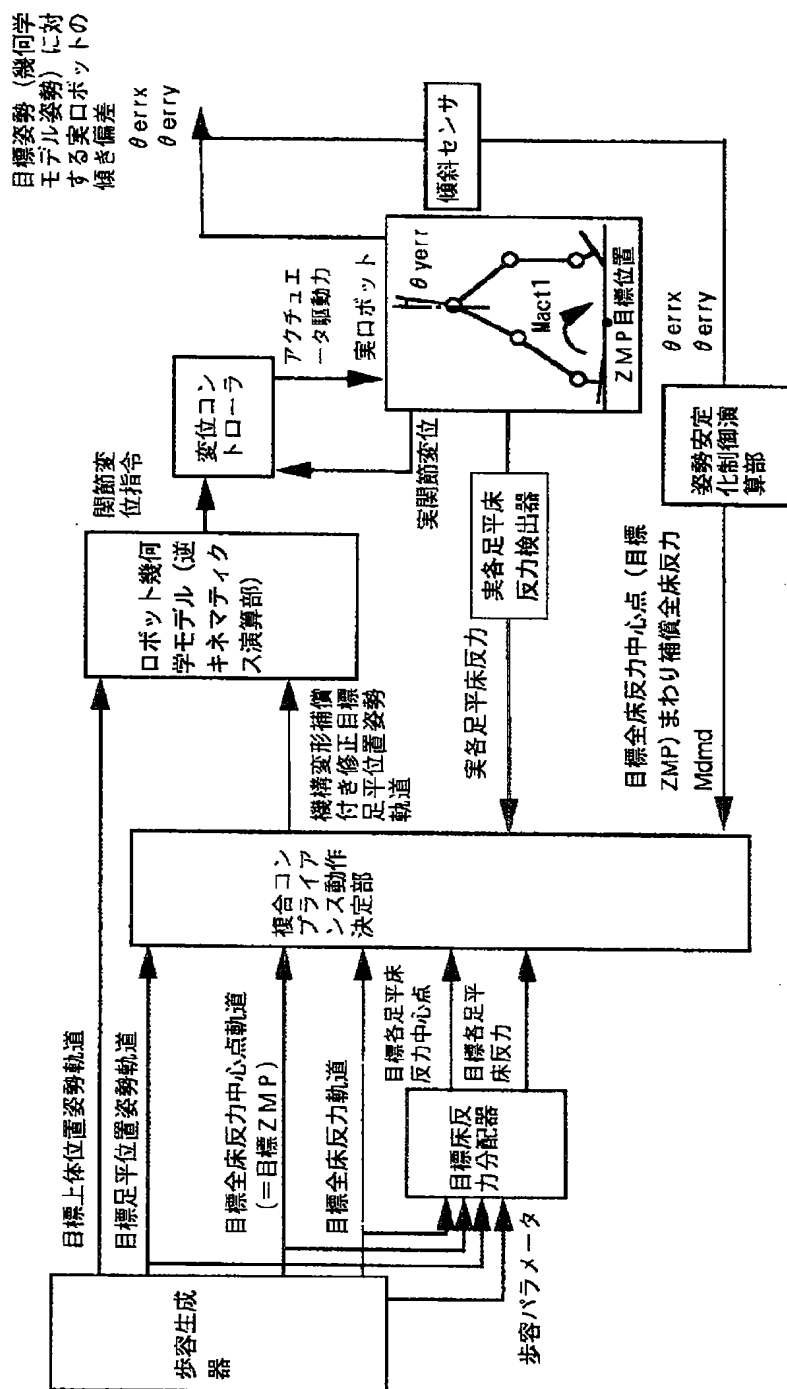 歩容生成
器
目標上体位置姿勢軌道
目標足平位置姿勢軌道
目標全床反力中心点軌道
(=目標ZMP)
目標全床反力軌道
歩容パラメータ
目標床反
力分配器
目標各足平床
反力中心点
目標各足平
床反力
複合コン
プライア
ンス動作
決定部
機構変形補償
付き修正目標
足平位置姿勢
軌道
ロボット幾何
学モデル(逆
キネマティク
ス演算部)
関節変
位指令
変位コン
トローラ
アクチュエ
ータ駆動力
実関節変位
実ロボット
θyerr
Mact1
ZMP目標位置
実各足平床
反力検出器
実各足平床反力
目標姿勢(幾何学
モデル姿勢)に対
する実ロボットの
傾き偏差
θerrx
θerry
傾斜センサ
θerrx
θerry
姿勢安定
化制御演
算部
目標全床反力中心点(目標
ZMP)まわり補償全床反力
Mdmd